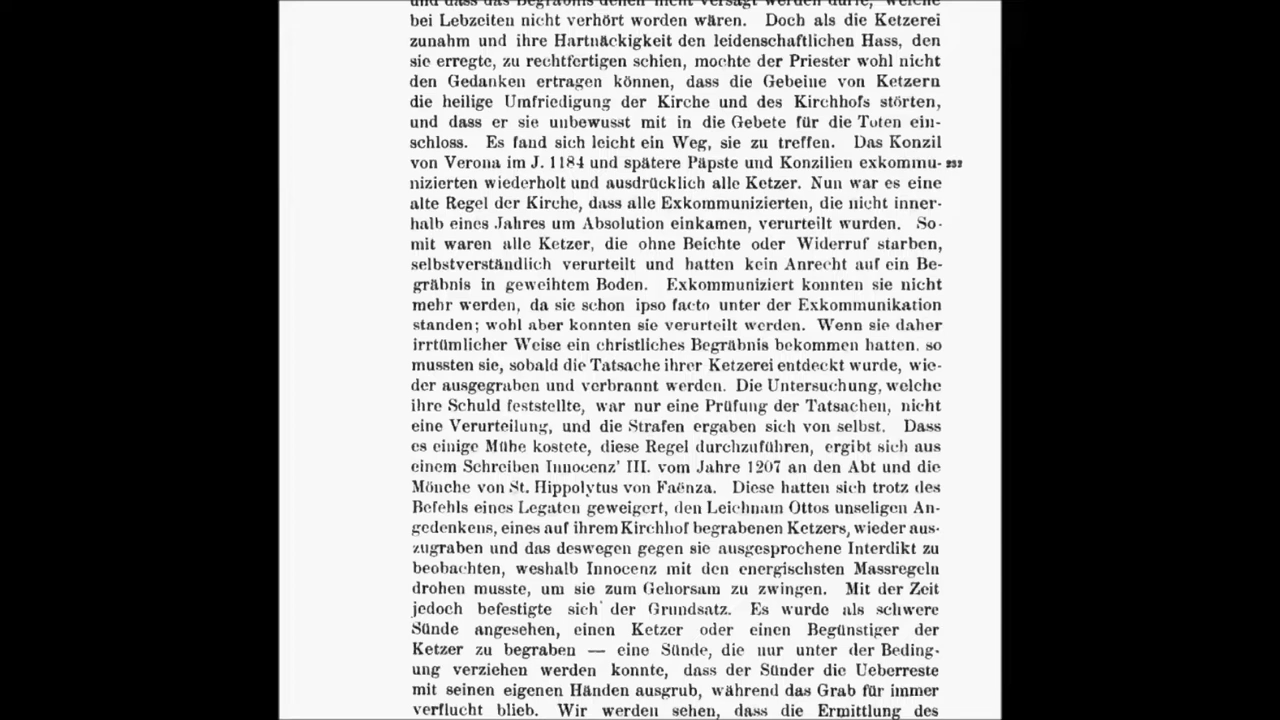 und dass das Begräbnis denen nicht versagt werden dürfe, welche
bei Lebzeiten nicht verhört worden wären. Doch als die Ketzerei
zunahm und ihre Hartnäckigkeit den leidenschaftlichen Hass, den
sie erregte, zu rechtfertigen schien, mochte der Priester wohl nicht
den Gedanken ertragen können, dass die Gebeine von Ketzern
die heilige Umfriedigung der Kirche und des Kirchhofs störten,
und dass er sie unbewusst mit in die Gebete für die Toten ein-
schloss. Es fand sich leicht ein Weg, sie zu treffen. Das Konzil
von Verona im J. 1184 und spätere Päpste und Konzilien exkommu- 232
nizierten wiederholt und ausdrücklich alle Ketzer. Nun war es eine
alte Regel der Kirche, dass alle Exkommunizierten, die nicht inner-
halb eines Jahres um Absolution einkamen, verurteilt wurden. So-
mit waren alle Ketzer, die ohne Beichte oder Widerruf starben,
selbstverständlich verurteilt und hatten kein Anrecht auf ein Be-
gräbnis in geweihtem Boden. Exkommuniziert konnten sie nicht
mehr werden, da sie schon ipso facto unter der Exkommunikation
standen; wohl aber konnten sie verurteilt werden. Wenn sie daher
irrtümlicher Weise ein christliches Begräbnis bekommen hatten, so
mussten sie, sobald die Tatsache ihrer Ketzerei entdeckt wurde, wie-
der ausgegraben und verbrannt werden. Die Untersuchung, welche
ihre Schuld feststellte, war nur eine Prüfung der Tatsachen, nicht
eine Verurteilung, und die Strafen ergaben sich von selbst. Dass
es einige Mühe kostete, diese Regel durchzuführen, ergibt sich aus
einem Schreiben Innocenz' III. vom Jahre 1207 an den Abt und die
Mönche von St. Hippolytus von Faënza. Diese hatten sich trotz des
Befehls eines Legaten geweigert, den Leichnam Ottos unseligen An-
gedenkens, eines auf ihrem Kirchhof begrabenen Ketzers, wieder aus-
zugraben und das deswegen gegen sie ausgesprochene Interdikt zu
beobachten, weshalb Innocenz mit den energischsten Massregeln
drohen musste, um sie zum Gehorsam zu zwingen. Mit der Zeit
jedoch befestigte sich der Grundsatz. Es wurde als schwere
Sünde angesehen, einen Ketzer oder einen Begünstiger der
Ketzer zu begraben — eine Sünde, die nur unter der Beding-
ung verziehen werden konnte, dass der Sünder die Ueberreste
mit seinen eigenen Händen ausgrub, während das Grab für immer
verflucht blieb. Wir werden sehen, dass die Ermittlung des